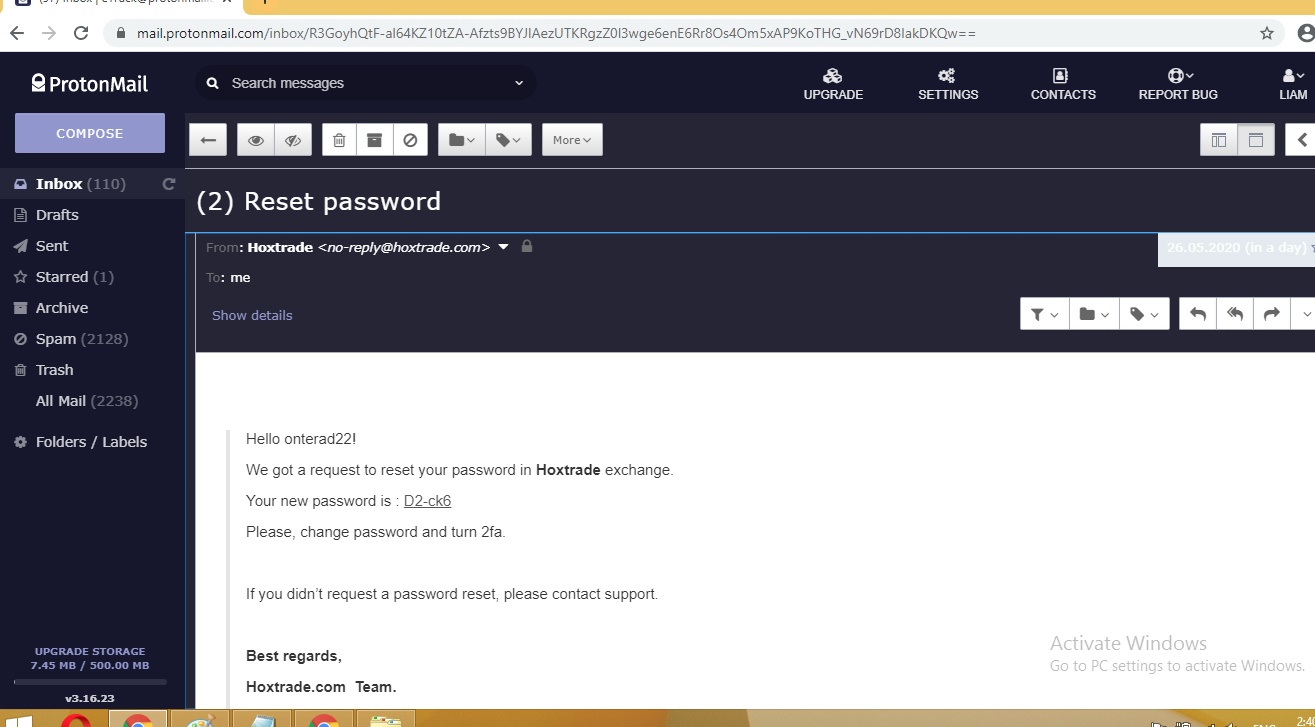 mail.protonmail.com/inbox/R3GoyhQtF-al64KZ10tZA-Afzts9BYJIAezUTKRgzZ0I3wge6enE6Rr8Os4Om5xAP9KoTHG_vN69rD8IakDKQw==
ProtonMail
Search messages
UPGRADE
SETTINGS
CONTACTS
REPORT BUG
LIAM
COMPOSE
More
Inbox (110)
Drafts
Sent
Starred (1)
Archive
Spam (2128)
Trash
All Mail (2238)
Folders / Labels
UPGRADE STORAGE
7.45 MB / 500.00 MB
v3.16.23
(2) Reset password
From: Hoxtrade <no-reply@hoxtrade.com>
26.05.2020 (in a day)
To: me
Show details
Hello onterad22!
We got a request to reset your password in Hoxtrade exchange.
Your new password is : D2-ck6
Please, change password and turn 2fa.
If you didn't request a password reset, please contact support.
Best regards,
Hoxtrade.com Team.
Activate Windows
Go to PC settings to activate Windows.